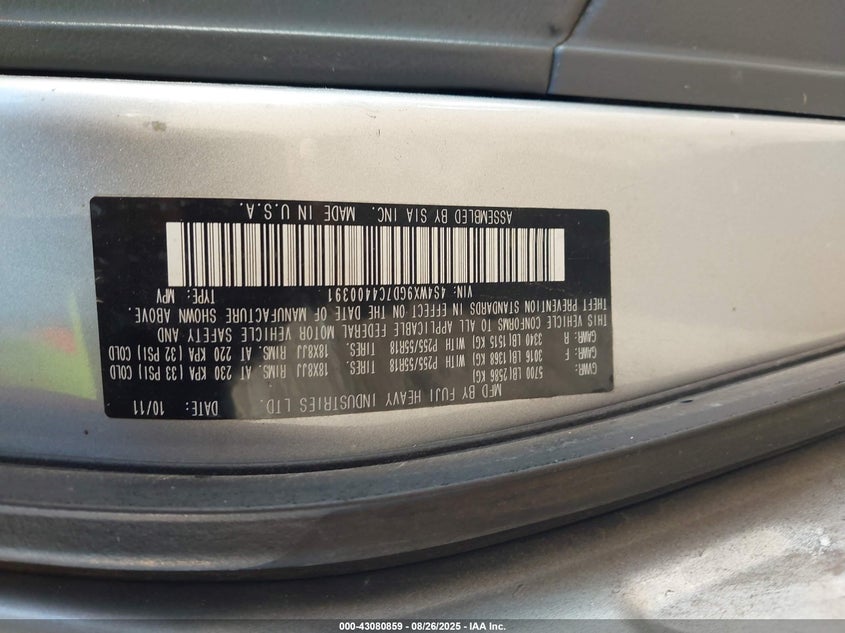 MFD BY FUJI HEAVY INDUSTRIES LTD. DATE: 10/11
GVWR: 5700 LB(2586 KG)
GAWR: F 3016 LB(1368 KG) WITH P255/55R18 TIRES. 18X8JJ RIMS. AT 230 KPA (33 PSI) COLD
GAWR: R 3340 LB(1515 KG) WITH P255/55R18 TIRES. 18X8JJ RIMS. AT 220 KPA (32 PSI) COLD
THIS VEHICLE CONFORMS TO ALL APPLICABLE FEDERAL MOTOR VEHICLE SAFETY AND
THEFT PREVENTION STANDARDS IN EFFECT ON THE DATE OF MANUFACTURE SHOWN ABOVE.
VIN: 4S4WX9GD7C4400391 TYPE: MPV
ASSEMBLED BY SIA INC. MADE IN U.S.A.
000-43080859 - 08/26/2025 - IAA Inc.